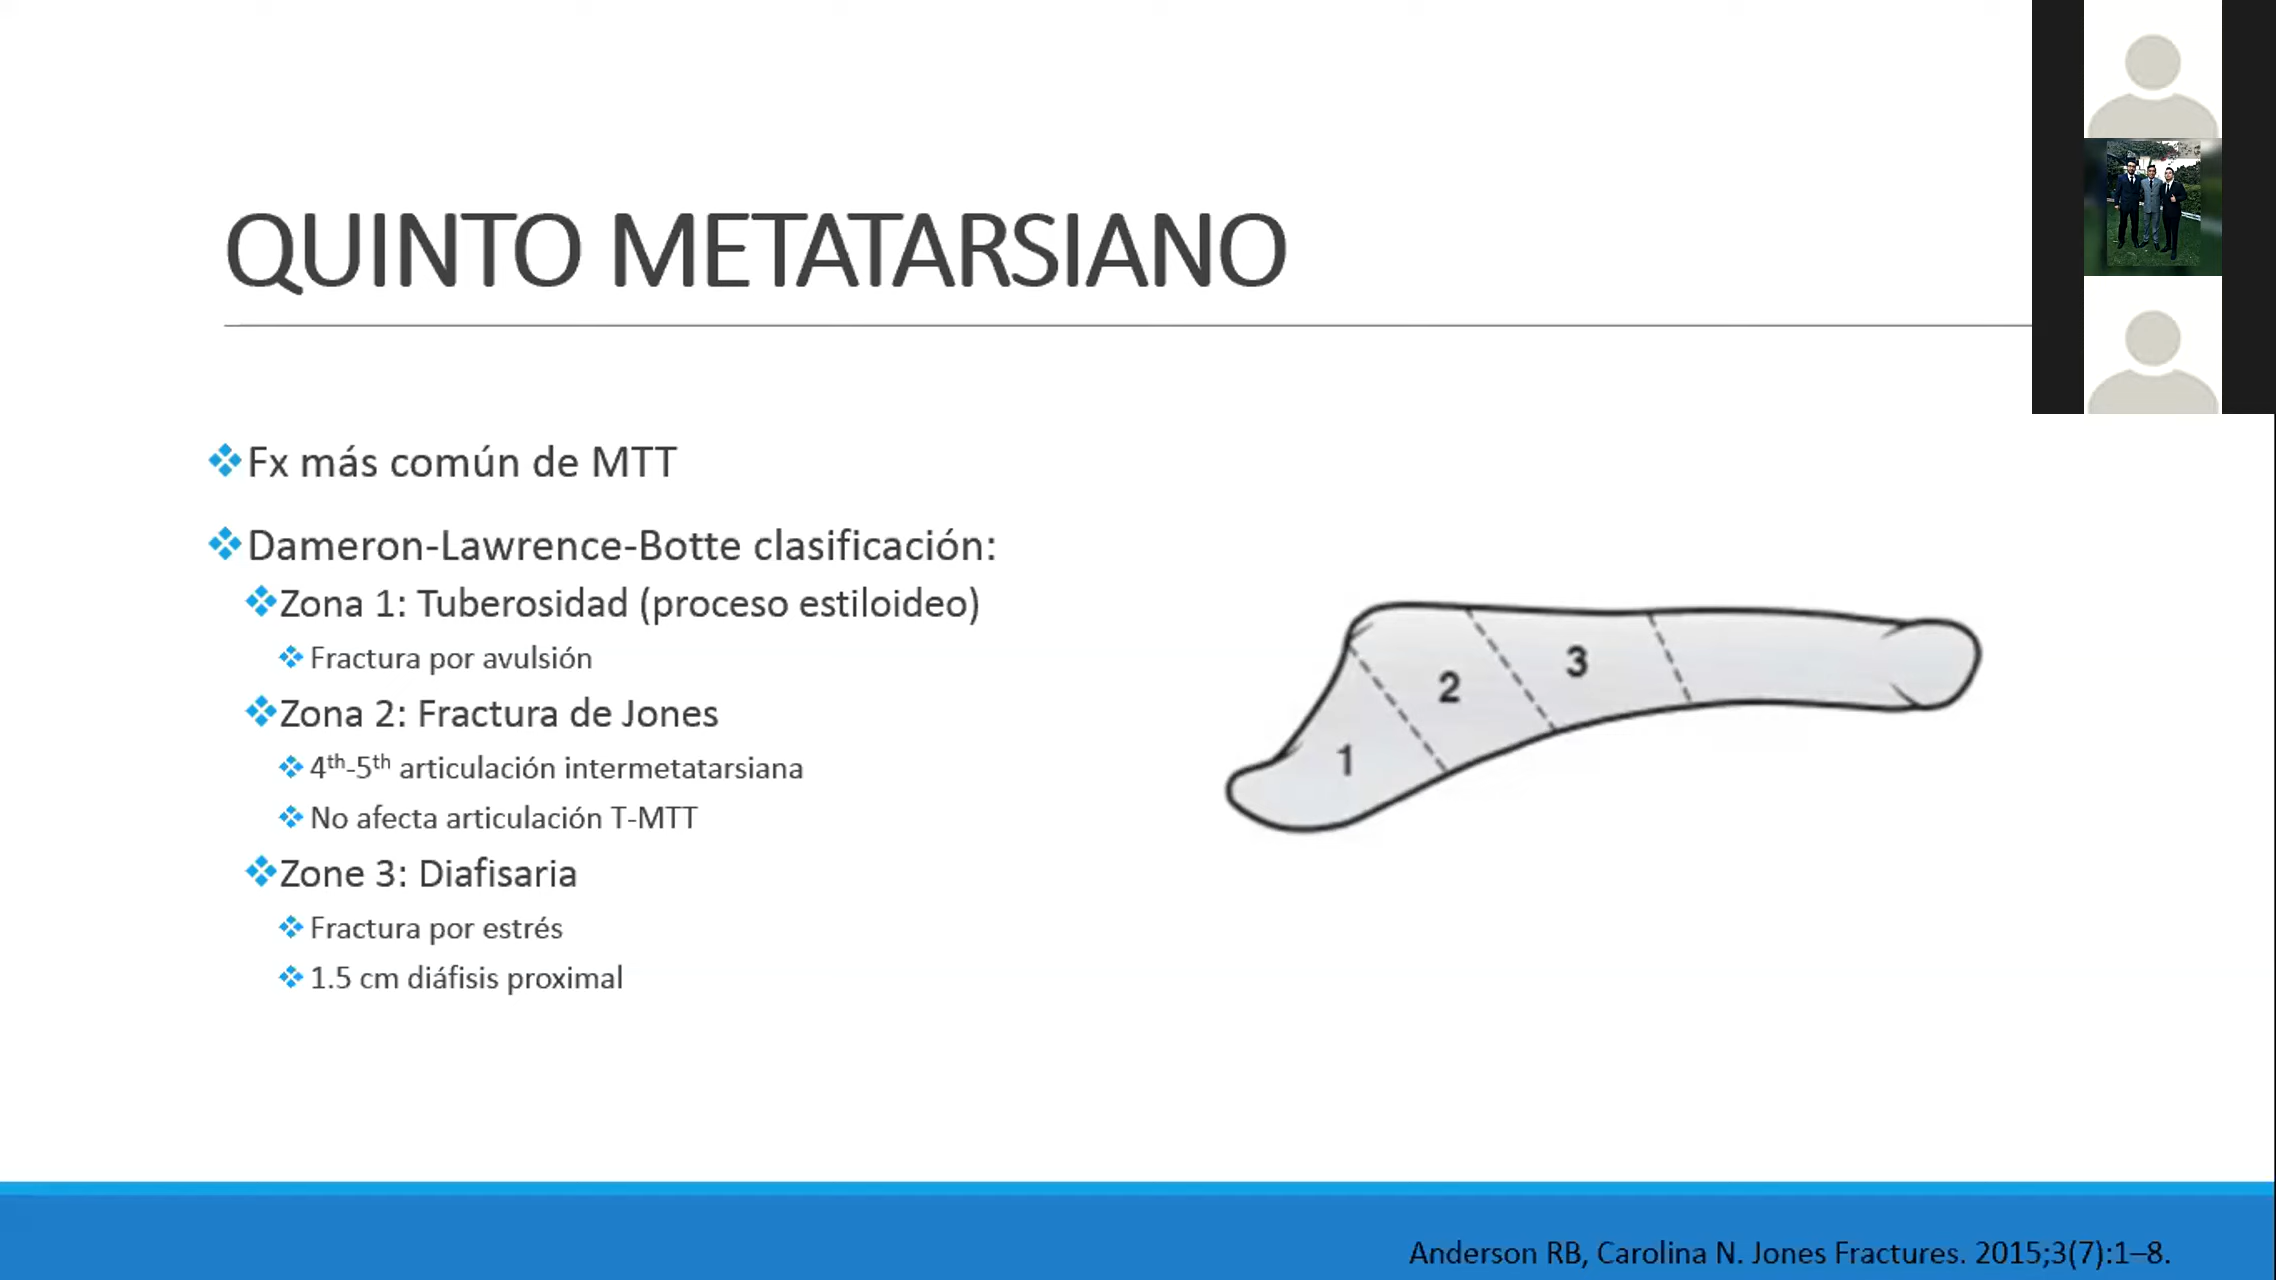 QUINTO METATARSIANO
Fx más común de MTT
Dameron-Lawrence-Botte clasificación:
Zona 1: Tuberosidad (proceso estiloideo)
Fractura por avulsión
Zona 2: Fractura de Jones
4th-5th articulación intermetatarsiana
No afecta articulación T-MTT
Zone 3: Diafisaria
Fractura por estrés
1.5 cm diáfisis proximal
1
2
3
Anderson RB, Carolina N. Jones Fractures. 2015;3(7):1–8.